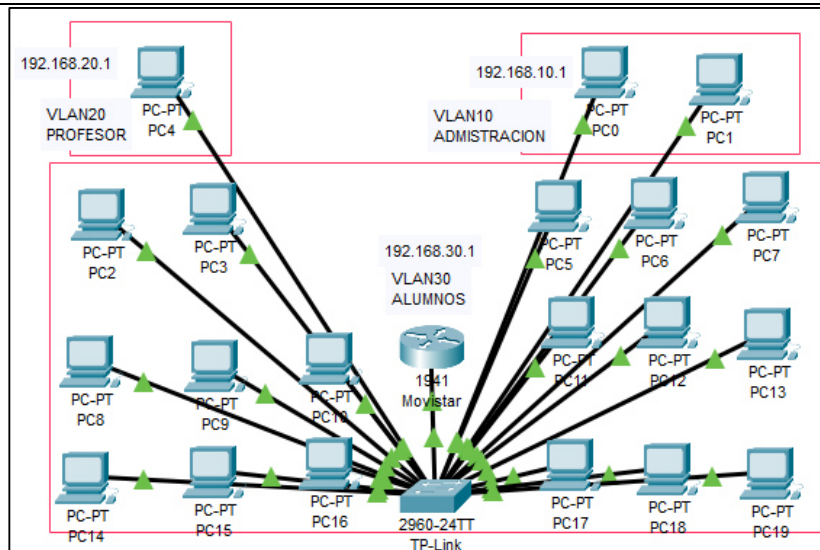 192.168.20.1
PC-PT
PC4
VLAN20
PROFESOR
192.168.10.1
PC-PT
PC0
PC-PT
PC1
VLAN10
ADMISTRACION
PC-PT
PC2
PC-PT
PC3
192.168.30.1
VLAN30
ALUMNOS
PC-PT
PC5
PC-PT
PC6
PC-PT
PC7
PC-PT
PC8
PC-PT
PC9
PC-PT
PC10
1941
Movistar
PC-PT
PC11
PC-PT
PC12
PC-PT
PC13
PC-PT
PC14
PC-PT
PC15
PC-PT
PC16
2960-24TT
TP-Link
PC-PT
PC17
PC-PT
PC18
PC-PT
PC19